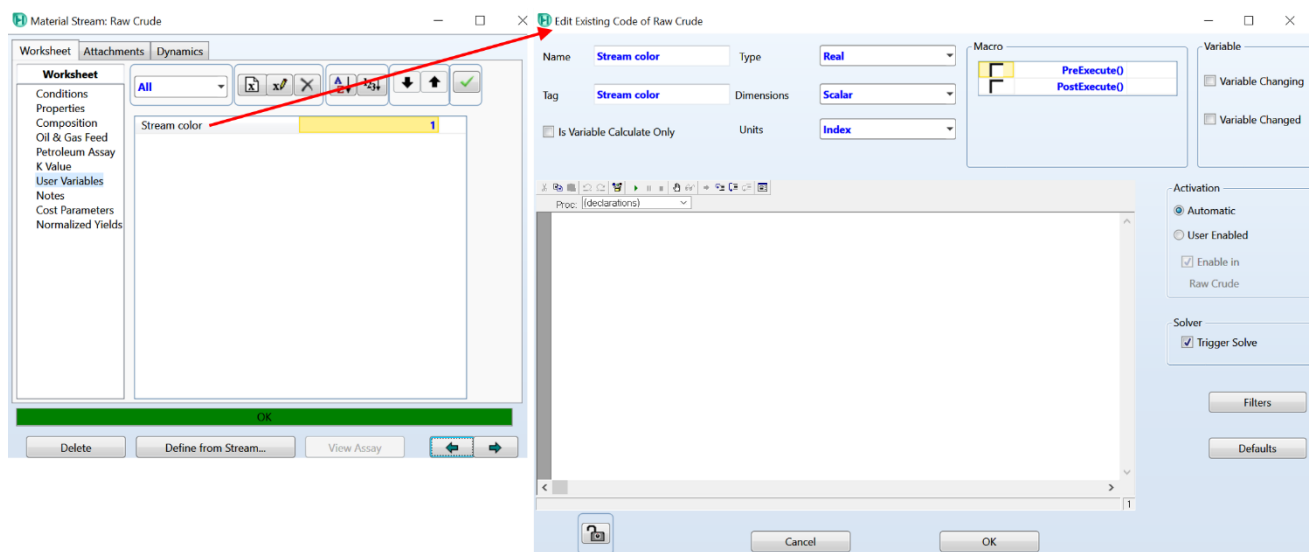 Material Stream: Raw Crude
Worksheet Attachments Dynamics
Worksheet
Conditions
Properties
Composition
Oil & Gas Feed
Petroleum Assay
K Value
User Variables
Notes
Cost Parameters
Normalized Yields
All
Stream color 1
OK
Delete Define from Stream... View Assay
Edit Existing Code of Raw Crude
Name Stream color Type Real
Tag Stream color Dimensions Scalar
Is Variable Calculate Only Units Index
Macro
PreExecute()
PostExecute()
Variable
Variable Changing
Variable Changed
Proc: (declarations)
1
Activation
Automatic
User Enabled
Enable in
Raw Crude
Solver
Trigger Solve
Filters
Defaults
Cancel OK